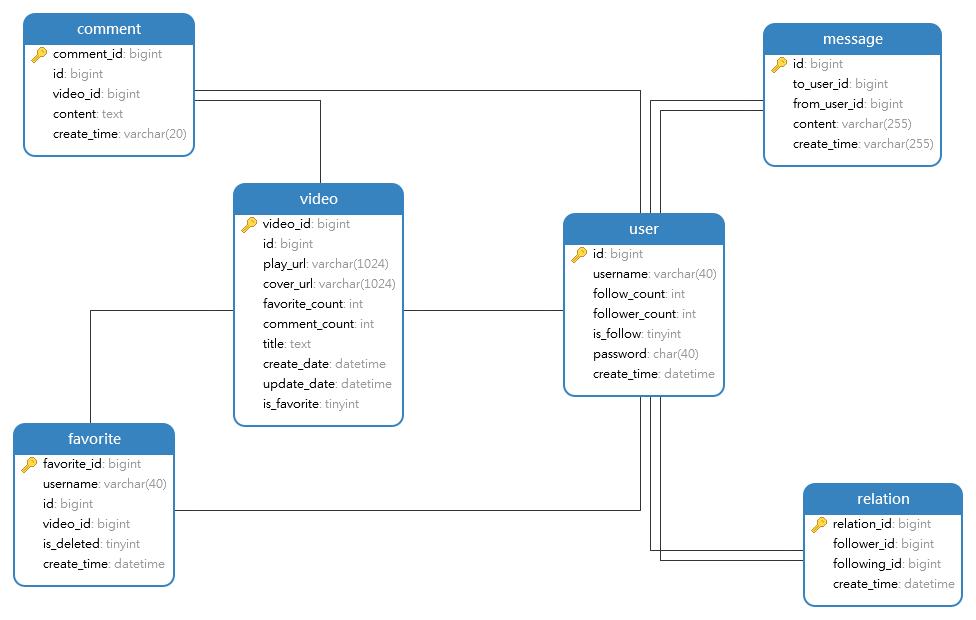 comment
comment_id: bigint
id: bigint
video_id: bigint
content: text
create_time: varchar(20)
message
id: bigint
to_user_id: bigint
from_user_id: bigint
content: varchar(255)
create_time: varchar(255)
video
video_id: bigint
id: bigint
play_url: varchar(1024)
cover_url: varchar(1024)
favorite_count: int
comment_count: int
title: text
create_date: datetime
update_date: datetime
is_favorite: tinyint
user
id: bigint
username: varchar(40)
follow_count: int
follower_count: int
is_follow: tinyint
password: char(40)
create_time: datetime
favorite
favorite_id: bigint
username: varchar(40)
id: bigint
video_id: bigint
is_deleted: tinyint
create_time: datetime
relation
relation_id: bigint
follower_id: bigint
following_id: bigint
create_time: datetime